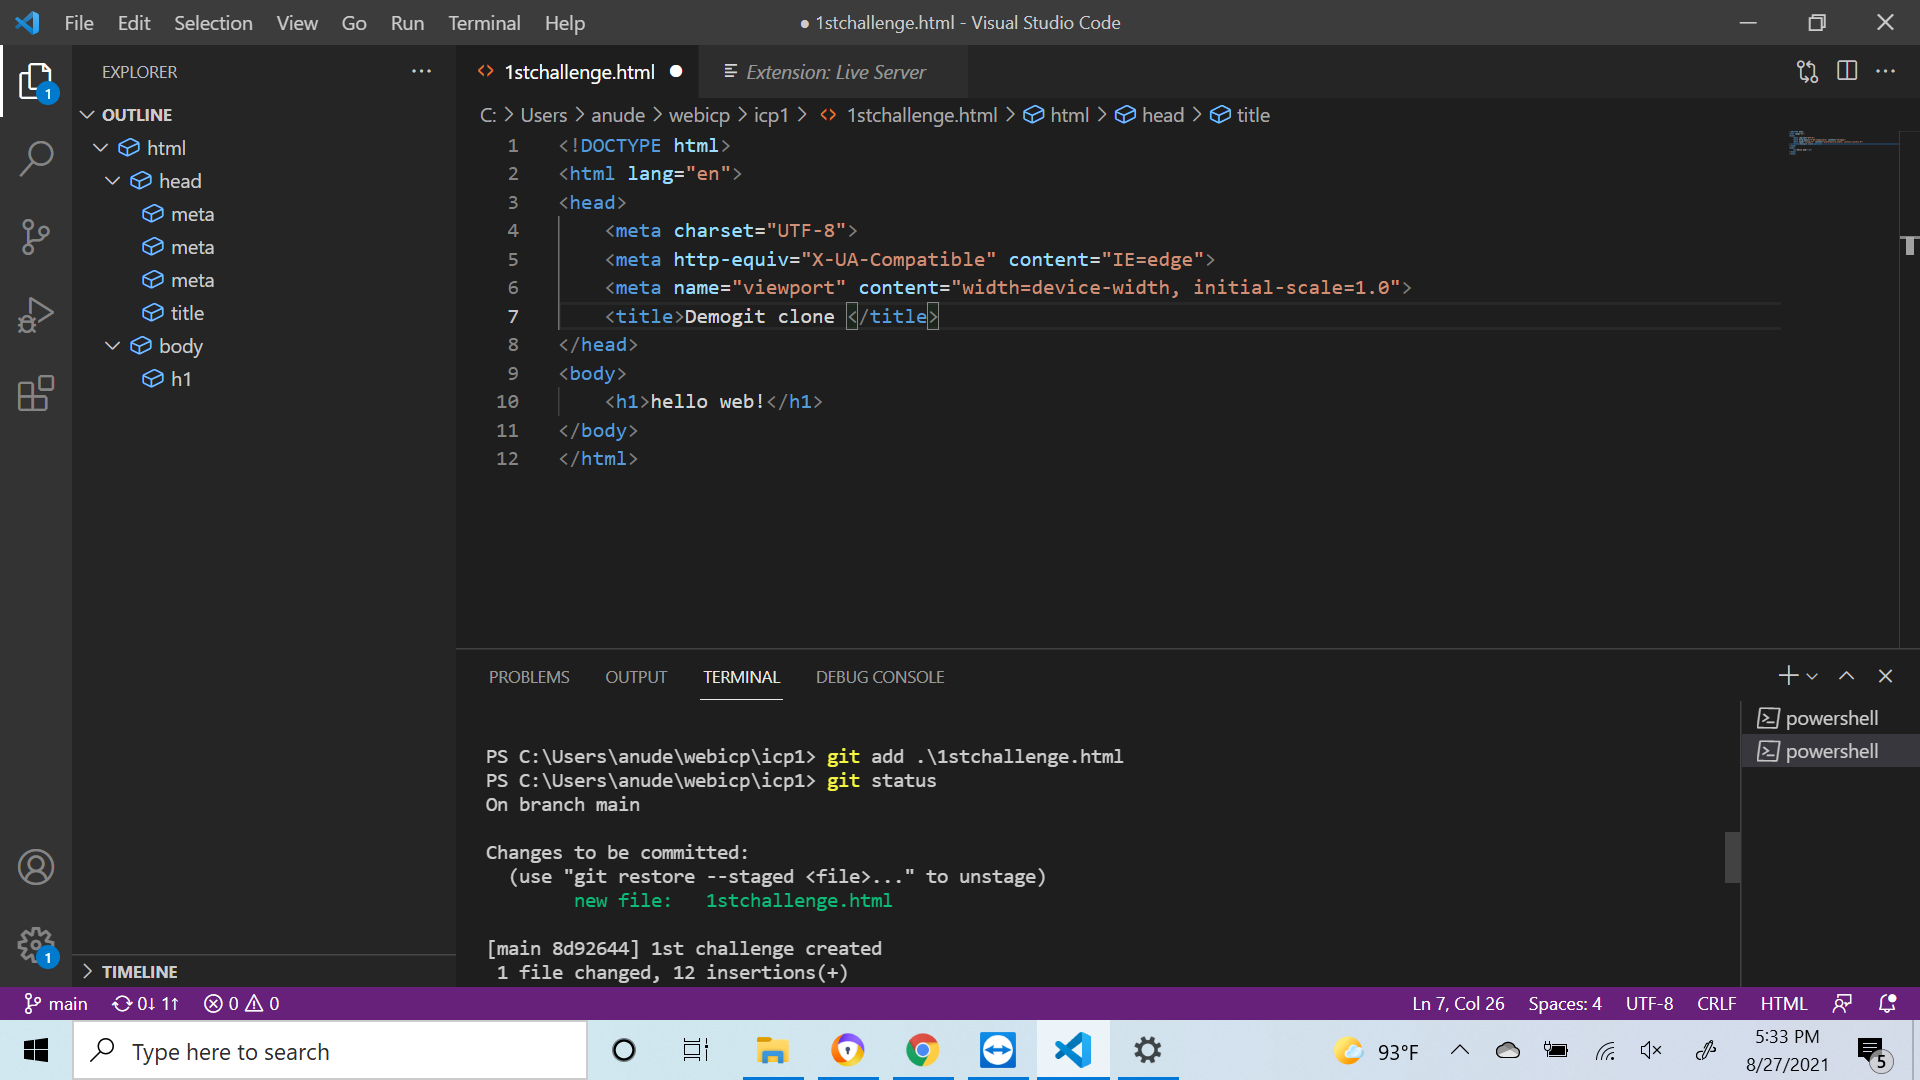 File Edit Selection View Go Run Terminal Help
● 1stchallenge.html - Visual Studio Code
EXPLORER
1stchallenge.html
Extension: Live Server
1
OUTLINE
html
head
meta
meta
meta
title
body
h1
C: > Users > anude > webicp > icp1 > 1stchallenge.html > html > head > title
1 <!DOCTYPE html>
2 <html lang="en">
3 <head>
4 <meta charset="UTF-8">
5 <meta http-equiv="X-UA-Compatible" content="IE=edge">
6 <meta name="viewport" content="width=device-width, initial-scale=1.0">
7 <title>Demogit clone </title>
8 </head>
9 <body>
10 <h1>hello web!</h1>
11 </body>
12 </html>
PROBLEMS OUTPUT TERMINAL DEBUG CONSOLE
powershell
powershell
PS C:\Users\anude\webicp\icp1> git add .\1stchallenge.html
PS C:\Users\anude\webicp\icp1> git status
On branch main
Changes to be committed:
(use "git restore --staged <file>..." to unstage)
new file: 1stchallenge.html
[main 8d92644] 1st challenge created
1 file changed, 12 insertions(+)
1
TIMELINE
main 0↓ 1↑ 0 0
Ln 7, Col 26 Spaces: 4 UTF-8 CRLF HTML
Type here to search
93°F
5:33 PM
8/27/2021
5